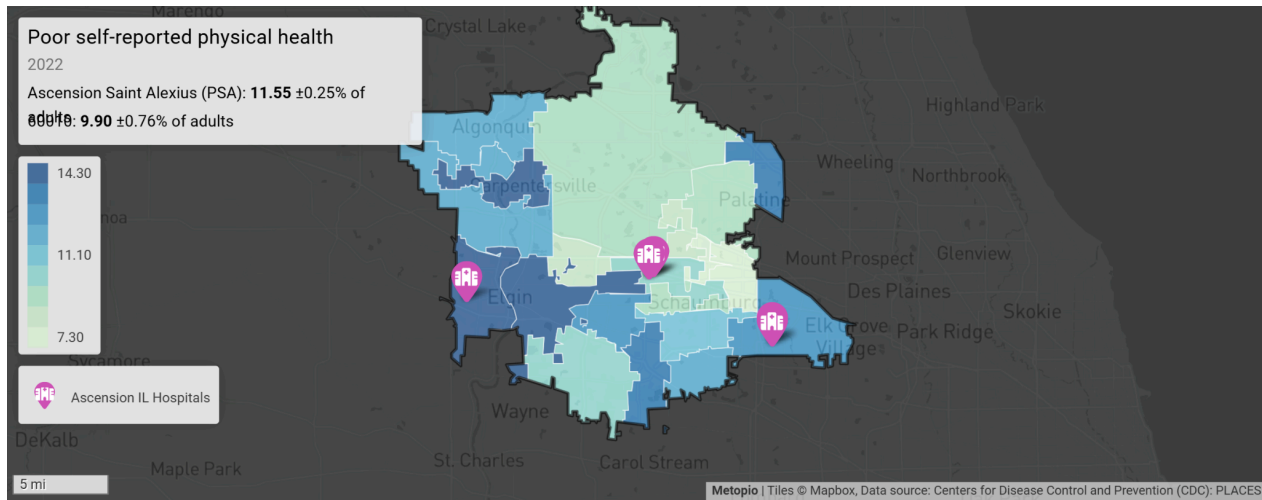 Marengo
Crystal Lake
Poor self-reported physical health
2022
Ascension Saint Alexius (PSA): 11.55 ±0.25% of
adults
60010: 9.90 ±0.76% of adults
Highland Park
Algonquin
Wheeling
14.30
Northbrook
Carpentersville
Palatine
noa
11.10
Mount Prospect
Glenview
Des Plaines
Elgin
Schaumburg
Skokie
Elk Grove
Village
Park Ridge
7.30
Sycamore
Ascension IL Hospitals
Wayne
DeKalb
St. Charles
Carol Stream
Maple Park
5 mi
Metopio | Tiles © Mapbox, Data source: Centers for Disease Control and Prevention (CDC): PLACES